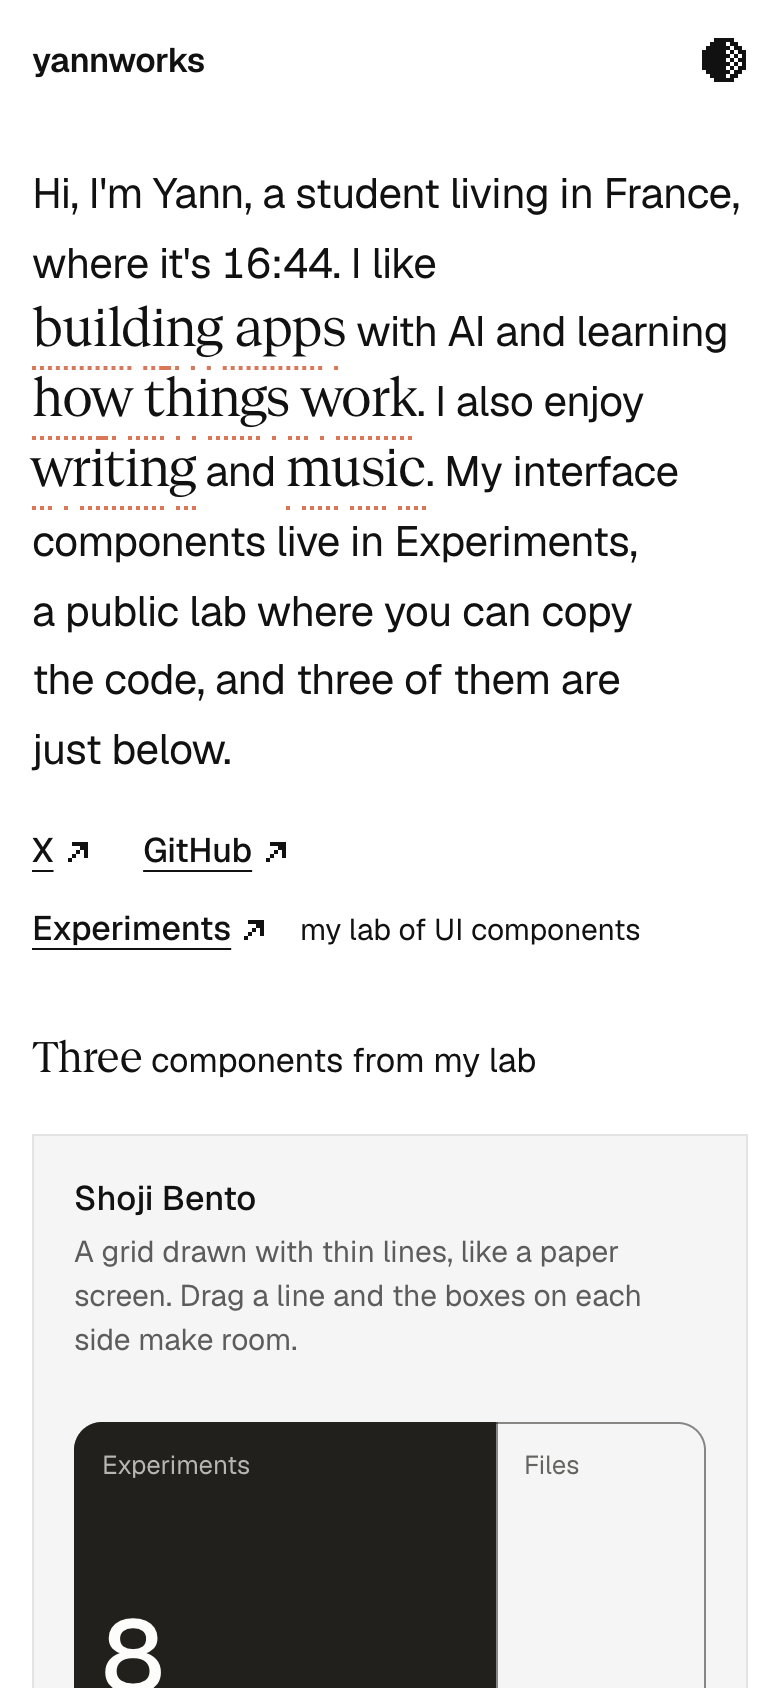 yannworks
Hi, I'm Yann, a student living in France,
where it's 16:44. I like
building apps with AI and learning
how things work. I also enjoy
writing and music. My interface
components live in Experiments,
a public lab where you can copy
the code, and three of them are
just below.
X GitHub
Experiments my lab of UI components
Three components from my lab
Shoji Bento
A grid drawn with thin lines, like a paper
screen. Drag a line and the boxes on each
side make room.
Experiments Files
8